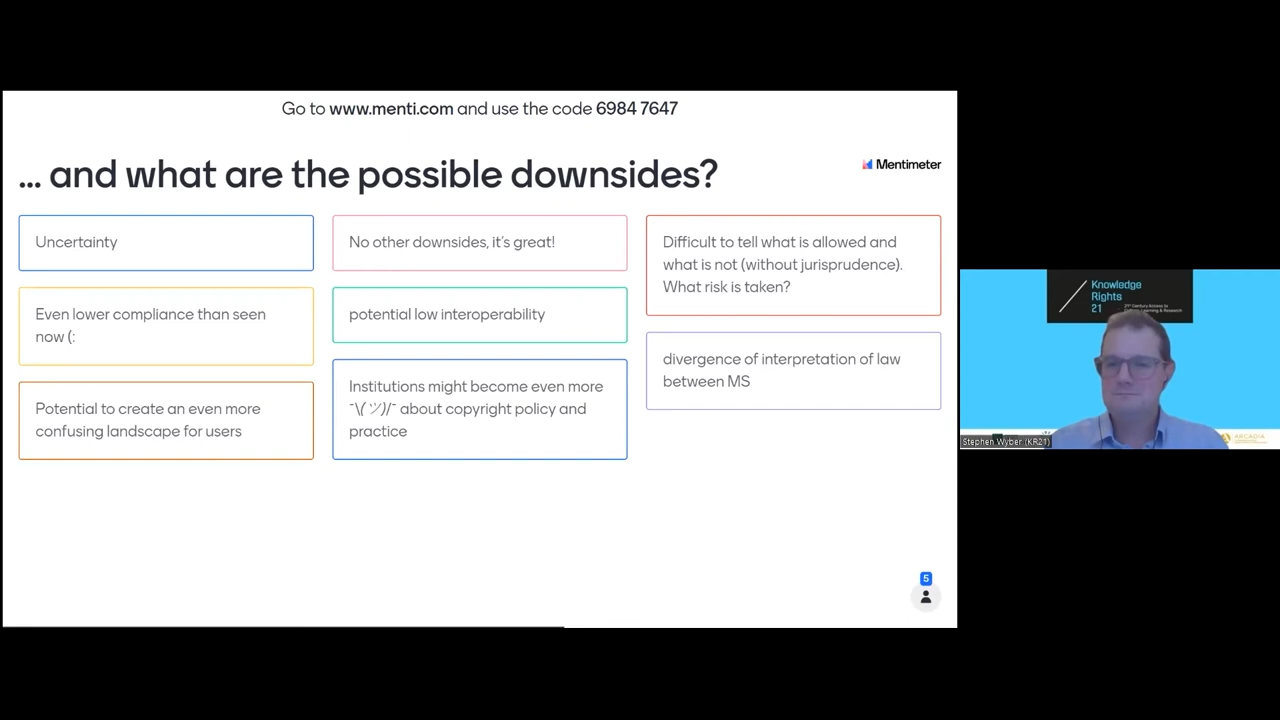 Go to www.menti.com and use the code 6984 7647
... and what are the possible downsides?
Mentimeter
Uncertainty
Even lower compliance than seen
now (:
Potential to create an even more
confusing landscape for users
No other downsides, it's great!
potential low interoperability
Institutions might become even more
¯\(ツ)/¯ about copyright policy and
practice
Difficult to tell what is allowed and
what is not (without jurisprudence).
What risk is taken?
divergence of interpretation of law
between MS
5
Knowledge
Rights
21
Stephen Wyber (KR21)
ARCADIA